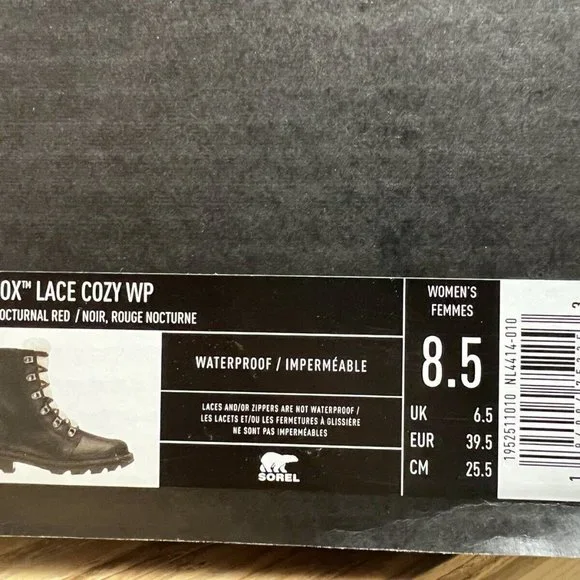 OX™ LACE COZY WP
OCTURNAL RED / NOIR, ROUGE NOCTURNE
WATERPROOF / IMPERMÉABLE
LACES AND/OR ZIPPERS ARE NOT WATERPROOF/
LES LACETS ET/OU LES FERMETURES À GLISSIÈRE
NE SONT PAS IMPERMÉABLES
SOREL
WOMEN'S
FEMMES
8.5
UK 6.5
EUR 39.5
CM 25.5
1952511010 NL4414-010